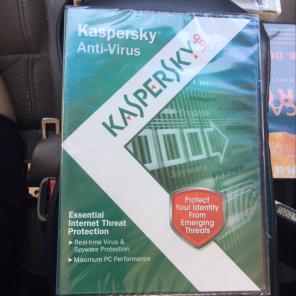 Kaspersky
Anti-Virus
KASPERSKY
Spyware
Protect
Your Identity
From
Emerging
Threats
Essential
Internet Threat
Protection
Real-time Virus &
Spyware Protection
Maximum PC Performance